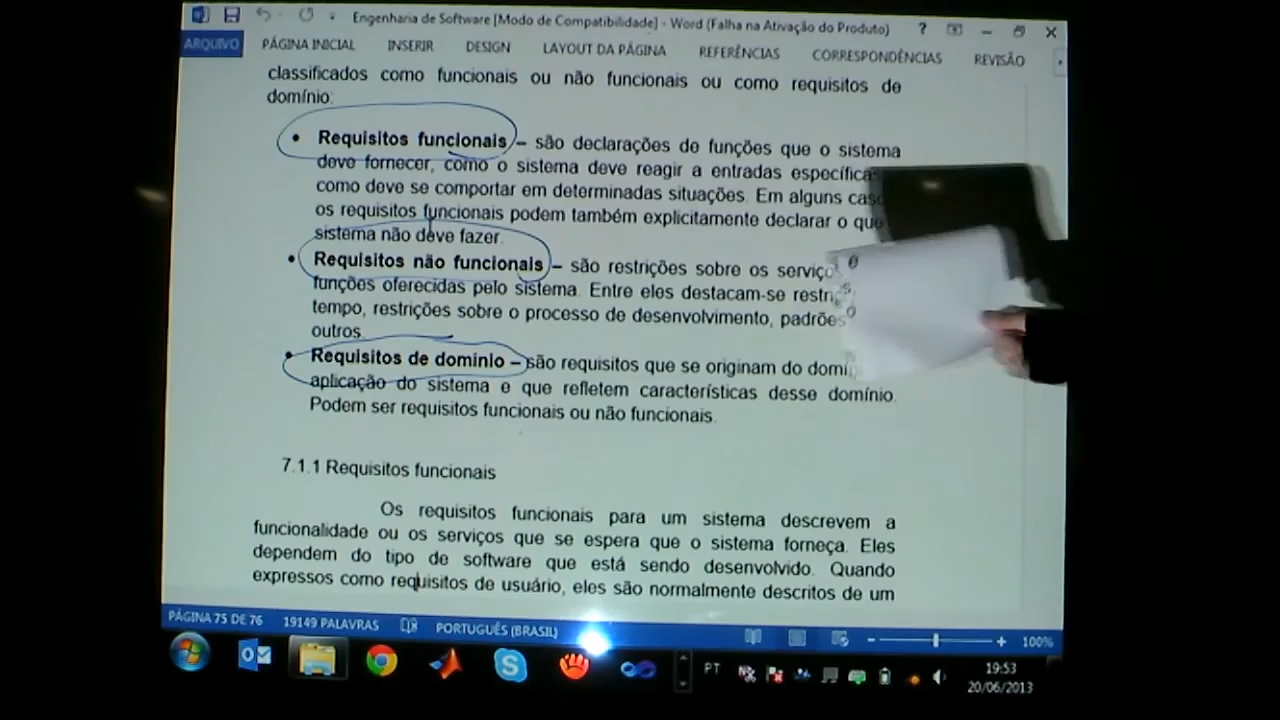 Engenharia de Software [Modo de Compatibilidade] - Word (Falha na Ativação do Produto)
ARQUIVO PÁGINA INICIAL INSERIR DESIGN LAYOUT DA PÁGINA REFERÊNCIAS CORRESPONDÊNCIAS REVISÃO
classificados como funcionais ou não funcionais ou como requisitos de
domínio:
• Requisitos funcionais – são declarações de funções que o sistema
deve fornecer, como o sistema deve reagir a entradas
como deve se comportar em determinadas situações. Em alguns
os requisitos funcionais podem também explicitamente declarar o que
sistema não deve fazer.
• Requisitos não funcionais – são restrições sobre os
funções oferecidas pelo sistema. Entre eles destacam-se
tempo, restrições sobre o processo de desenvolvimento, padrões
outros.
• Requisitos de domínio – são requisitos que se originam do
aplicação do sistema e que refletem características desse domínio.
Podem ser requisitos funcionais ou não funcionais.
7.1.1 Requisitos funcionais
Os requisitos funcionais para um sistema descrevem a
funcionalidade ou os serviços que se espera que o sistema forneça. Eles
dependem do tipo de software que está sendo desenvolvido. Quando
expressos como requisitos de usuário, eles são normalmente descritos de um
PÁGINA 75 DE 76 19149 PALAVRAS PORTUGUÊS (BRASIL) 100%
PT 19:53
20/06/2013